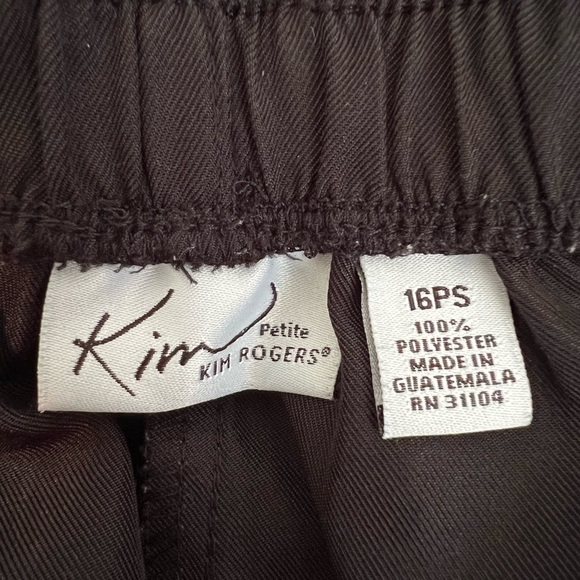 Kim
Petite
KIM ROGERS®
16PS
100%
POLYESTER
MADE IN
GUATEMALA
RN 31104